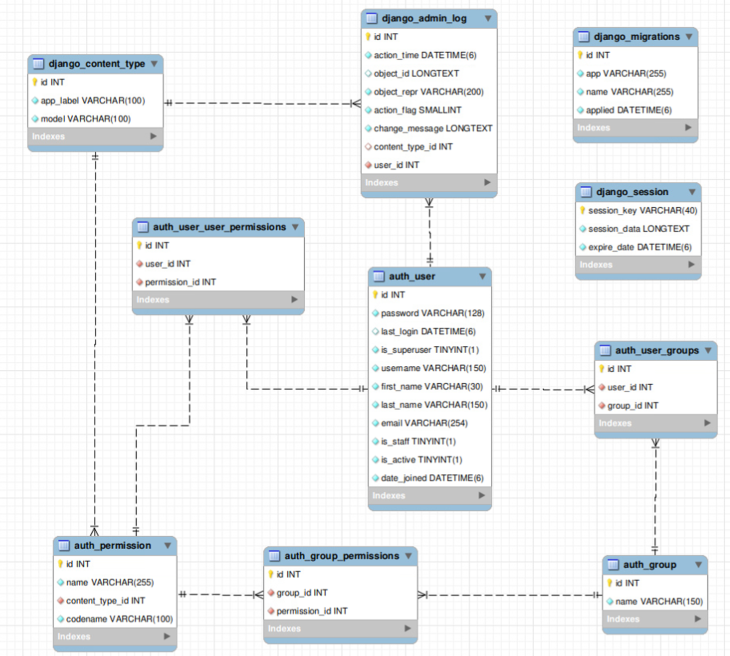 django_content_type
id INT
app_label VARCHAR(100)
model VARCHAR(100)
Indexes
django_admin_log
id INT
action_time DATETIME(6)
object_id LONGTEXT
object_repr VARCHAR(200)
action_flag SMALLINT
change_message LONGTEXT
content_type_id INT
user_id INT
Indexes
django_migrations
id INT
app VARCHAR(255)
name VARCHAR(255)
applied DATETIME(6)
Indexes
django_session
session_key VARCHAR(40)
session_data LONGTEXT
expire_date DATETIME(6)
Indexes
auth_user_user_permissions
id INT
user_id INT
permission_id INT
Indexes
auth_user
id INT
password VARCHAR(128)
last_login DATETIME(6)
is_superuser TINYINT(1)
username VARCHAR(150)
first_name VARCHAR(30)
last_name VARCHAR(150)
email VARCHAR(254)
is_staff TINYINT(1)
is_active TINYINT(1)
date_joined DATETIME(6)
Indexes
auth_user_groups
id INT
user_id INT
group_id INT
Indexes
auth_permission
id INT
name VARCHAR(255)
content_type_id INT
codename VARCHAR(100)
Indexes
auth_group_permissions
id INT
group_id INT
permission_id INT
Indexes
auth_group
id INT
name VARCHAR(150)
Indexes